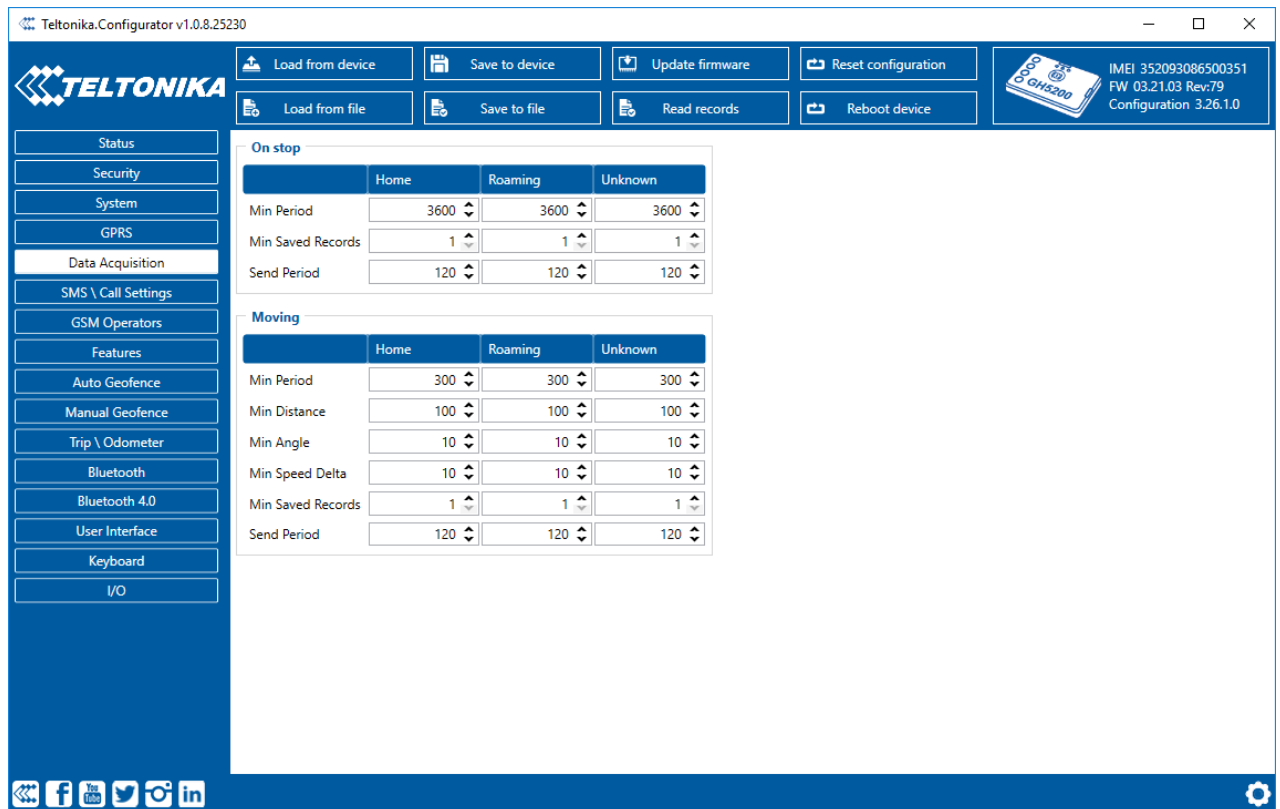 Teltonika.Configurator v1.0.8.25230
TELTONIKA
Load from device
Save to device
Update firmware
Reset configuration
Load from file
Save to file
Read records
Reboot device
GH5200
IMEI 352093086500351
FW 03.21.03 Rev:79
Configuration 3.26.1.0
Status
Security
System
GPRS
Data Acquisition
SMS \ Call Settings
GSM Operators
Features
Auto Geofence
Manual Geofence
Trip \ Odometer
Bluetooth
Bluetooth 4.0
User Interface
Keyboard
I/O
On stop
Home Roaming Unknown
Min Period 3600 3600 3600
Min Saved Records 1 1 1
Send Period 120 120 120
Moving
Home Roaming Unknown
Min Period 300 300 300
Min Distance 100 100 100
Min Angle 10 10 10
Min Speed Delta 10 10 10
Min Saved Records 1 1 1
Send Period 120 120 120
f You Tube in